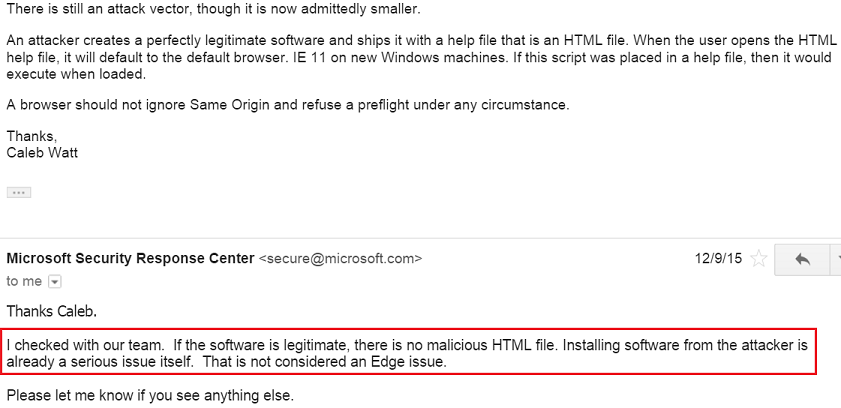 There is still an attack vector, though it is now admittedly smaller.
An attacker creates a perfectly legitimate software and ships it with a help file that is an HTML file. When the user opens the HTML
help file, it will default to the default browser. IE 11 on new Windows machines. If this script was placed in a help file, then it would
execute when loaded.
A browser should not ignore Same Origin and refuse a preflight under any circumstance.
Thanks,
Caleb Watt
Microsoft Security Response Center <secure@microsoft.com> 12/9/15
to me
Thanks Caleb.
I checked with our team.  If the software is legitimate, there is no malicious HTML file. Installing software from the attacker is
already a serious issue itself.  That is not considered an Edge issue.
Please let me know if you see anything else.